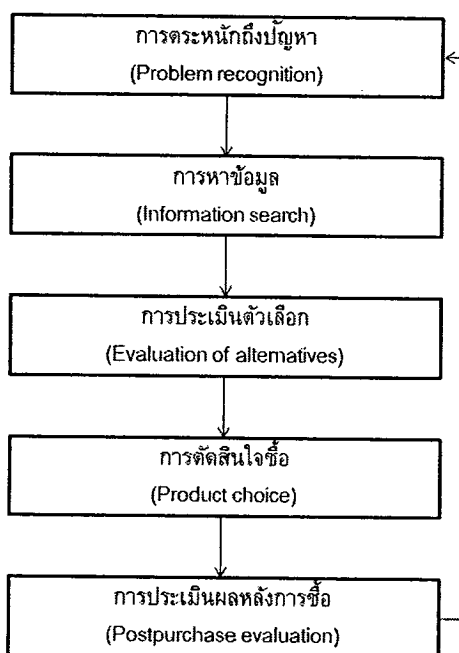 การตระหนักถึงปัญหา
(Problem recognition)
การหาข้อมูล
(Information search)
การประเมินตัวเลือก
(Evaluation of alternatives)
การตัดสินใจซื้อ
(Product choice)
การประเมินผลหลังการซื้อ
(Postpurchase evaluation)